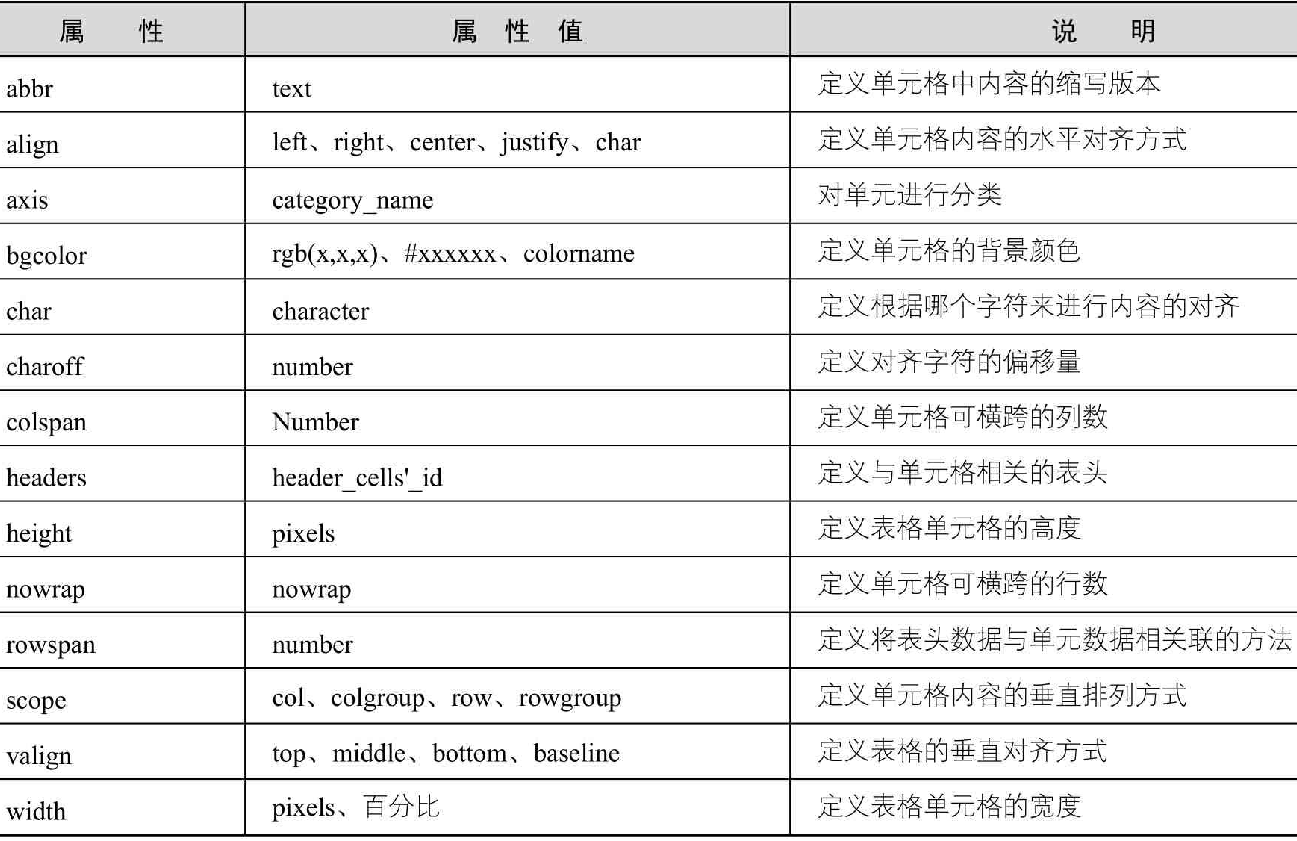 属 性 属 性 值 说 明
abbr text 定义单元格中内容的缩写版本
align left、right、center、justify、char 定义单元格内容的水平对齐方式
axis category_name 对单元进行分类
bgcolor rgb(x,x,x)、#xxxxxx、colorname 定义单元格的背景颜色
char character 定义根据哪个字符来进行内容的对齐
charoff number 定义对齐字符的偏移量
colspan Number 定义单元格可横跨的列数
headers header_cells'_id 定义与单元格相关的表头
height pixels 定义表格单元格的高度
nowrap nowrap 定义单元格可横跨的行数
rowspan number 定义将表头数据与单元数据相关联的方法
scope col、colgroup、row、rowgroup 定义单元格内容的垂直排列方式
valign top、middle、bottom、baseline 定义表格的垂直对齐方式
width pixels、百分比 定义表格单元格的宽度